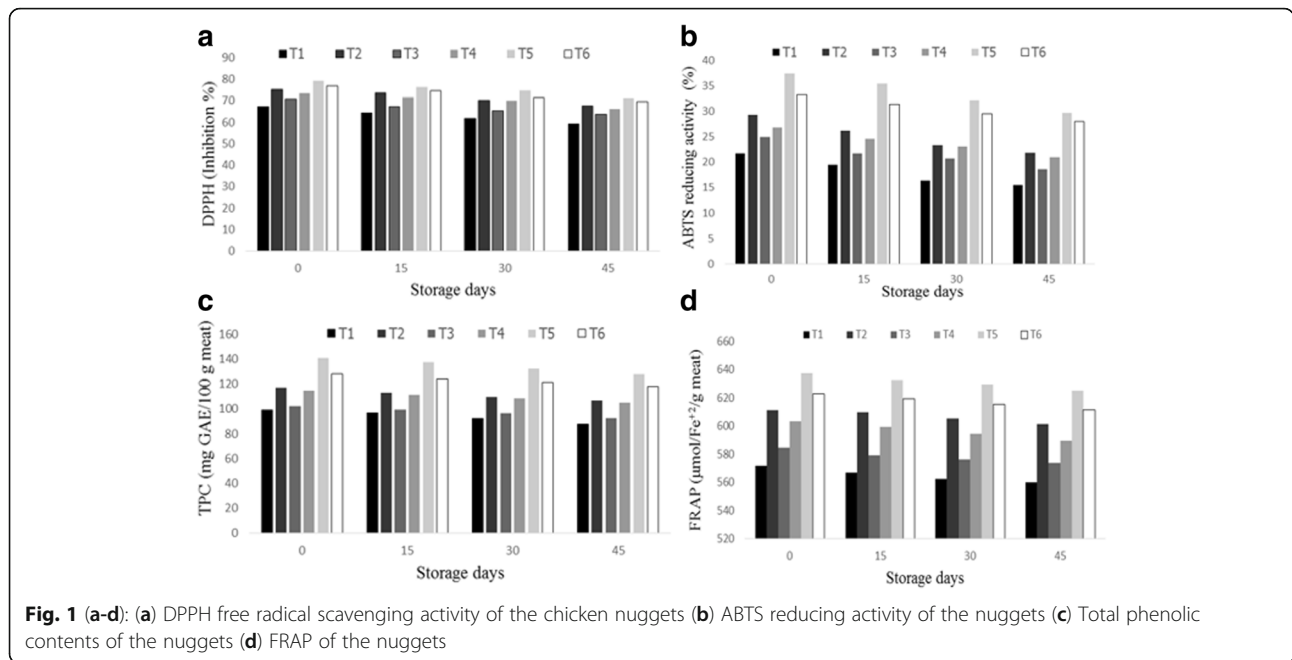 a
T1 T2 T3 T4 T5 T6
DPPH (Inhibition %)
90
80
70
60
50
40
30
20
10
0
0 15 30 45
Storage days
b
T1 T2 T3 T4 T5 T6
ABTS reducing activity (%)
40
35
30
25
20
15
10
5
0
0 15 30 45
Storage days
c
T1 T2 T3 T4 T5 T6
TPC (mg GAE/100 g meat)
160
140
120
100
80
60
40
20
0
0 15 30 45
Storage days
d
T1 T2 T3 T4 T5 T6
FRAP (µmol/Fe⁺²/g meat)
660
640
620
600
580
560
540
520
0 15 30 45
Storage days
Fig. 1 (a-d): (a) DPPH free radical scavenging activity of the chicken nuggets (b) ABTS reducing activity of the nuggets (c) Total phenolic
contents of the nuggets (d) FRAP of the nuggets